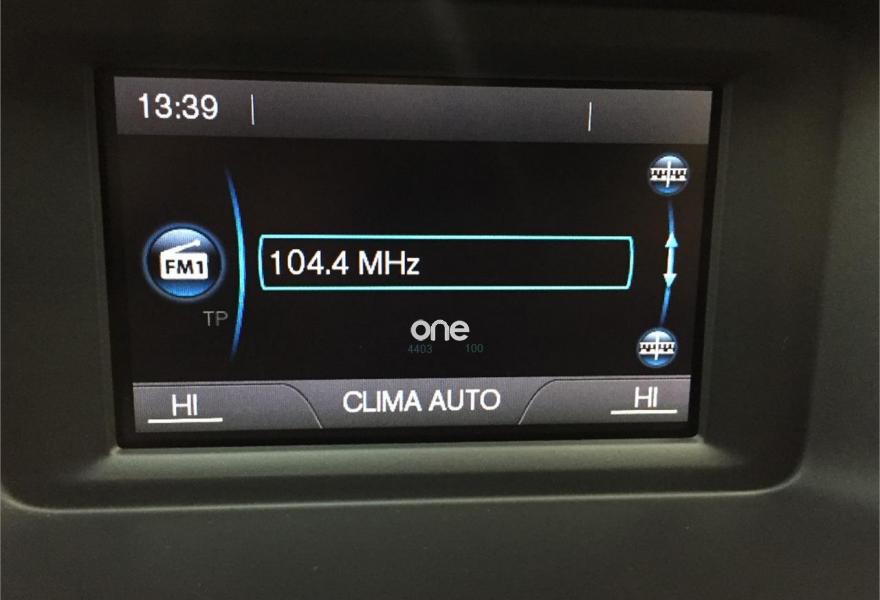 13:39
FM1
104.4 MHz
TP
one
4403 100
HI CLIMA AUTO HI